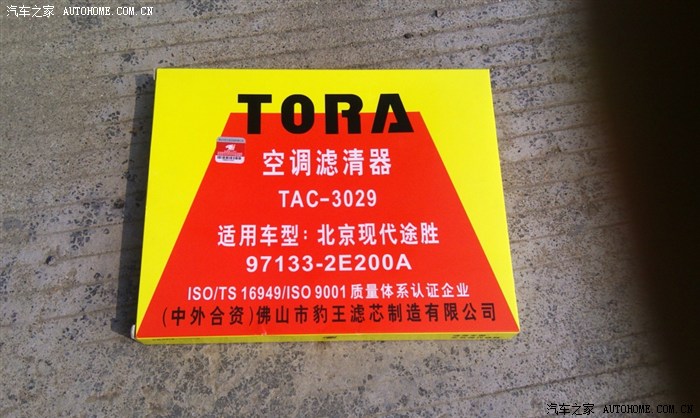 汽车之家 AUTOHOME.COM.CN
TORA
空调滤清器
TAC-3029
适用车型：北京现代途胜
97133-2E200A
ISO/TS 16949/ISO 9001 质量体系认证企业
(中外合资)佛山市豹王滤芯制造有限公司
汽车之家 AUTOHOME.COM.CN